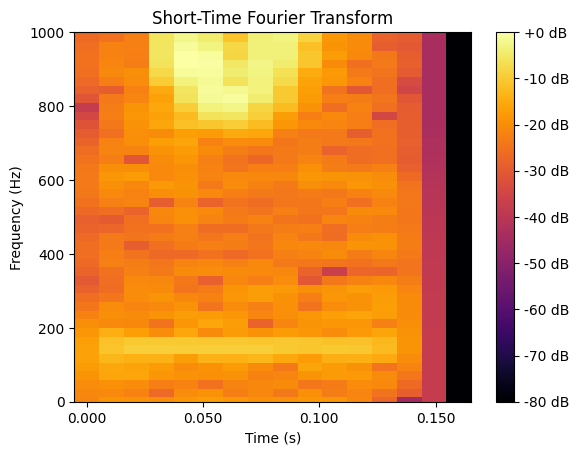 Short-Time Fourier Transform
Frequency (Hz)
1000
800
600
400
200
0
0.000 0.050 0.100 0.150
Time (s)
+0 dB
-10 dB
-20 dB
-30 dB
-40 dB
-50 dB
-60 dB
-70 dB
-80 dB